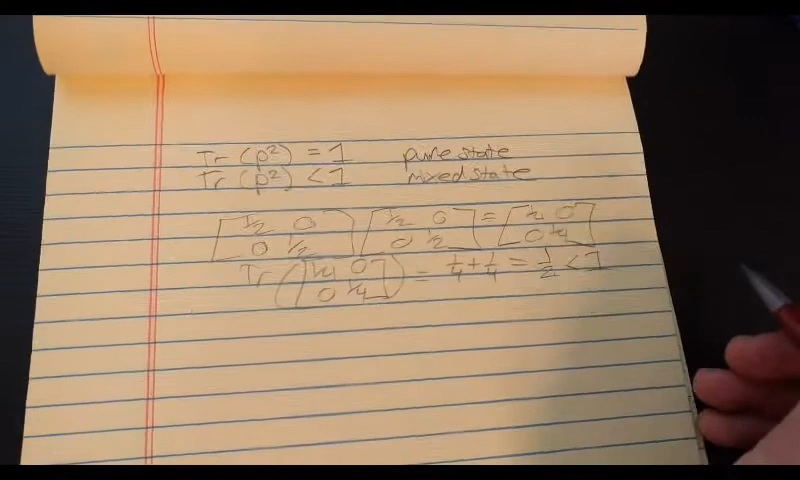 Tr (ρ²) = 1 pure state
Tr (ρ²) < 1 mixed state
[1/2 0 0 1/2] [1/2 0 0 1/2] = [1/4 0 0 1/4]
Tr ([1/4 0 0 1/4]) = 1/4 + 1/4 = 1/2 < 1